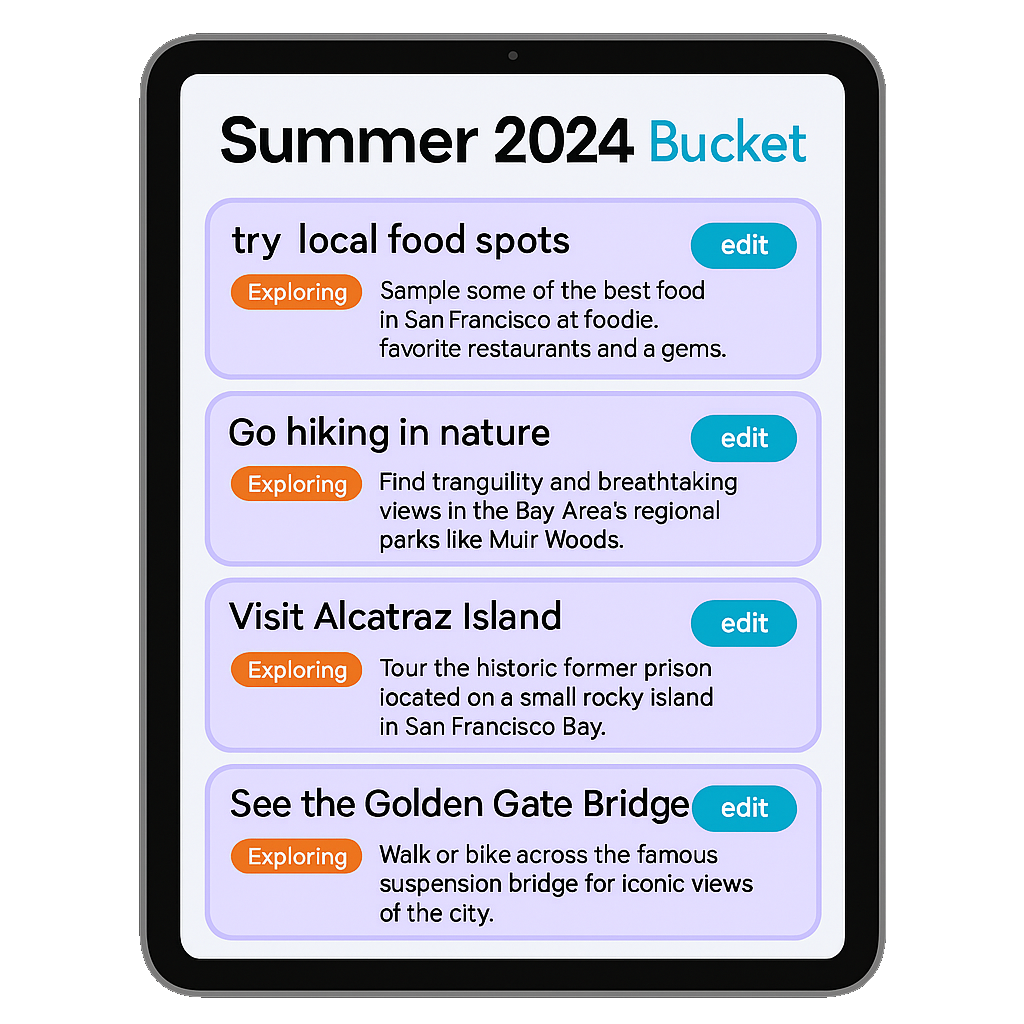 Summer 2024 Bucket
try local food spots
edit
Exploring
Sample some of the best food
in San Francisco at foodie.
favorite restaurants and a gems.
Go hiking in nature
edit
Exploring
Find tranguility and breathtaking
views in the Bay Area's regional
parks like Muir Woods.
Visit Alcatraz Island
edit
Exploring
Tour the historic former prison
iocated on a small rocky island
in San Francisco Bay.
See the Golden Gate Bridge
edit
Exploring
Walk or bike across the famous
suspension bridge for iconic views
of the city.